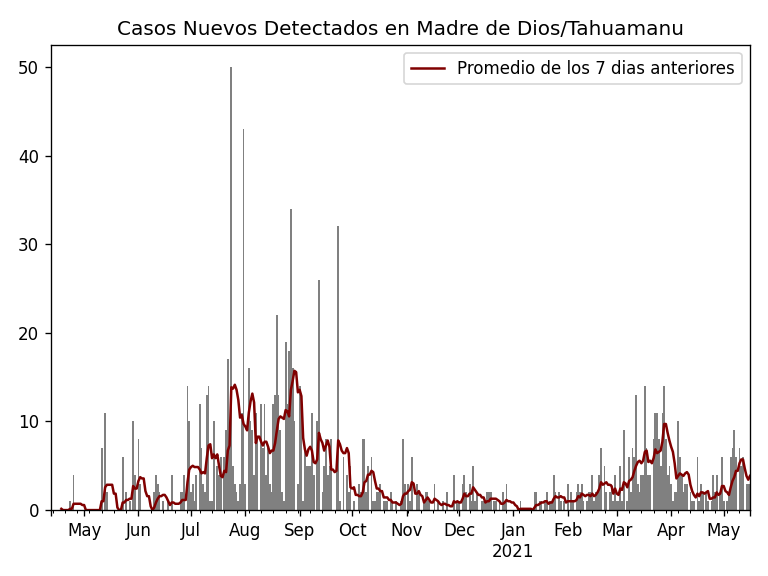 Casos Nuevos Detectados en Madre de Dios/Tahuamanu
Promedio de los 7 dias anteriores
50
40
30
20
10
0
May Jun Jul Aug Sep Oct Nov Dec Jan Feb Mar Apr May
2021